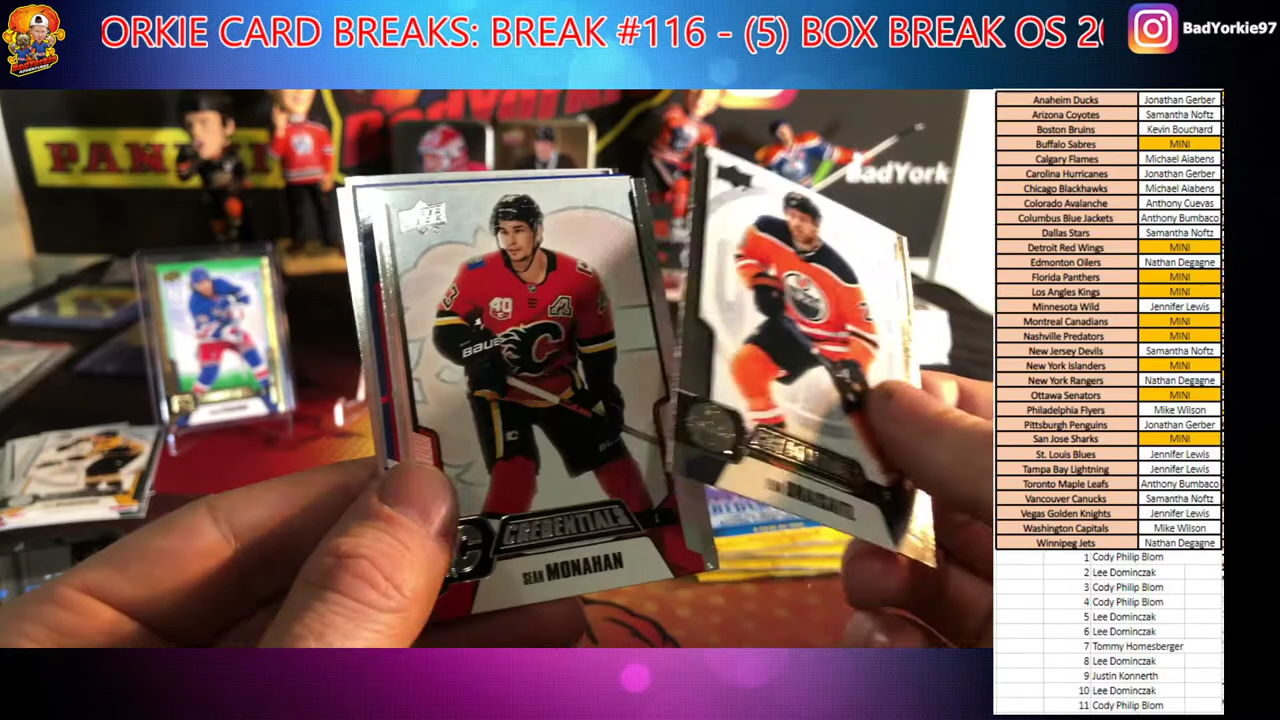 ORKIE CARD BREAKS: BREAK #116 - (5) BOX BREAK OS 20
BadYorkie97
PANINI
BadYork
40
A
BAUER
CREDENTIALS
SEAN MONAHAN
Anaheim Ducks Jonathan Gerber
Arizona Coyotes Samantha Noftz
Boston Bruins Kevin Bouchard
Buffalo Sabres MINI
Calgary Flames Michael Aiabens
Carolina Hurricanes Jonathan Gerber
Chicago Blackhawks Michael Aiabens
Colorado Avalanche Anthony Cuevas
Columbus Blue Jackets Anthony Bumbaco
Dallas Stars Samantha Noftz
Detroit Red Wings MINI
Edmonton Oilers Nathan Degagne
Florida Panthers MINI
Los Angles Kings MINI
Minnesota Wild Jennifer Lewis
Montreal Canadians MINI
Nashville Predators MINI
New Jersey Devils Samantha Noftz
New York Islanders MINI
New York Rangers Nathan Degagne
Ottawa Senators MINI
Philadelphia Flyers Mike Wilson
Pittsburgh Penguins Jonathan Gerber
San Jose Sharks MINI
St. Louis Blues Jennifer Lewis
Tampa Bay Lightning Jennifer Lewis
Toronto Maple Leafs Anthony Bumbaco
Vancouver Canucks Samantha Noftz
Vegas Golden Knights Jennifer Lewis
Washington Capitals Mike Wilson
Winnipeg Jets Nathan Degagne
1 Cody Philip Blom
2 Lee Dominczak
3 Cody Philip Blom
4 Cody Philip Blom
5 Lee Dominczak
6 Lee Dominczak
7 Tommy Homesberger
8 Lee Dominczak
9 Justin Konnerth
10 Lee Dominczak
11 Cody Philip Blom